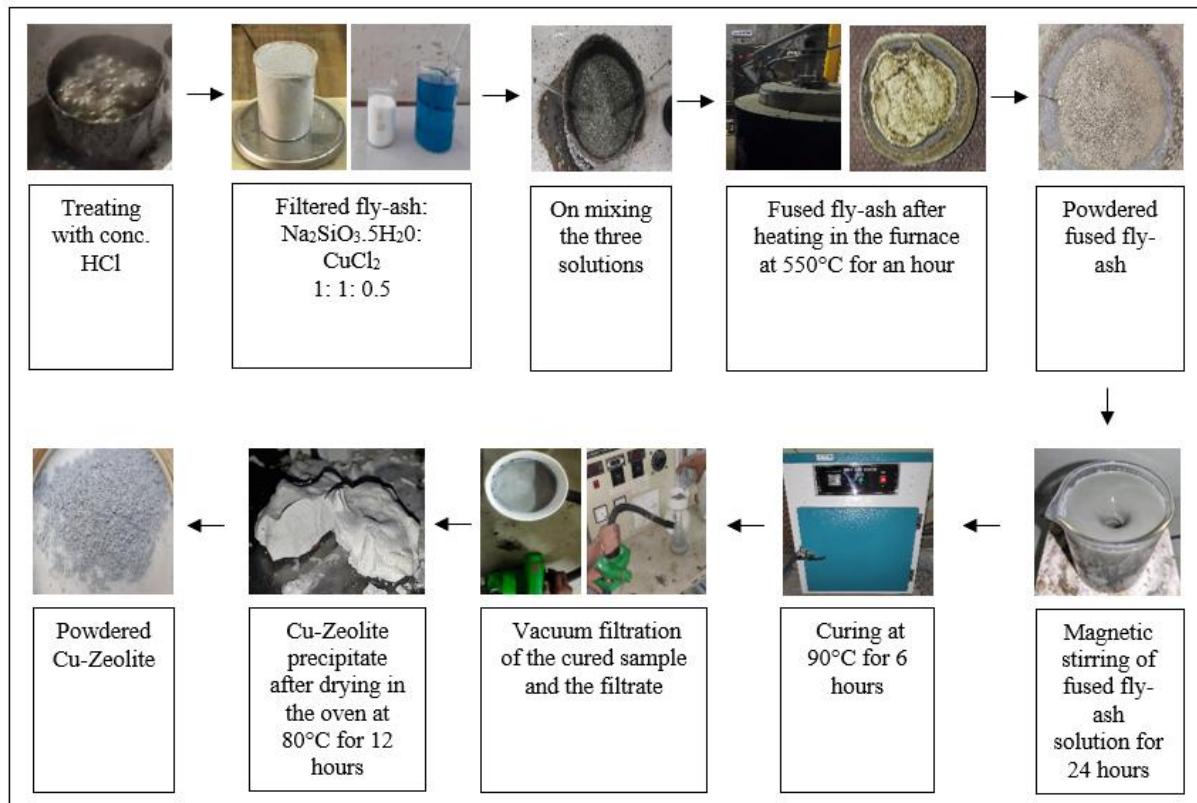 Treating
with conc.
HCl
Filtered fly-ash:
Na₂SiO₃.5H₂0:
CuCl₂
1: 1: 0.5
On mixing
the three
solutions
Fused fly-ash after
heating in the furnace
at 550°C for an hour
Powdered
fused fly-
ash
Powdered
Cu-Zeolite
Cu-Zeolite
precipitate
after drying in
the oven at
80°C for 12
hours
Vacuum filtration
of the cured sample
and the filtrate
Curing at
90°C for 6
hours
Magnetic
stirring of
fused fly-
ash
solution for
24 hours